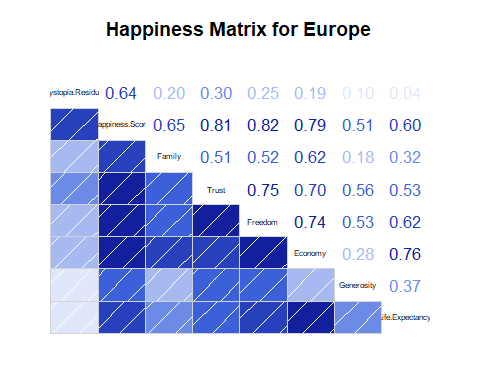 Happiness Matrix for Europe
ystopia.Residu 0.64 0.20 0.30 0.25 0.19 0.10 0.04
appiness.Scor 0.65 0.81 0.82 0.79 0.51 0.60
Family 0.51 0.52 0.62 0.18 0.32
Trust 0.75 0.70 0.56 0.53
Freedom 0.74 0.53 0.62
Economy 0.28 0.76
Generosity 0.37
ife.Expectancy